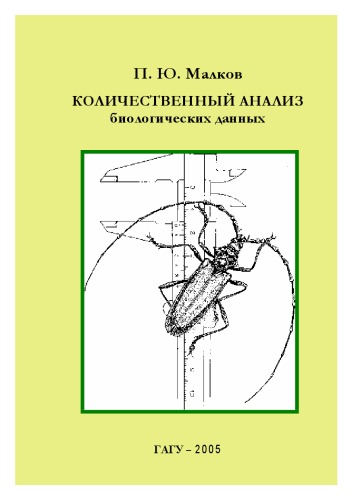 П. Ю. Малков
КОЛИЧЕСТВЕННЫЙ АНАЛИЗ
биологических данных
ГАГУ – 2005